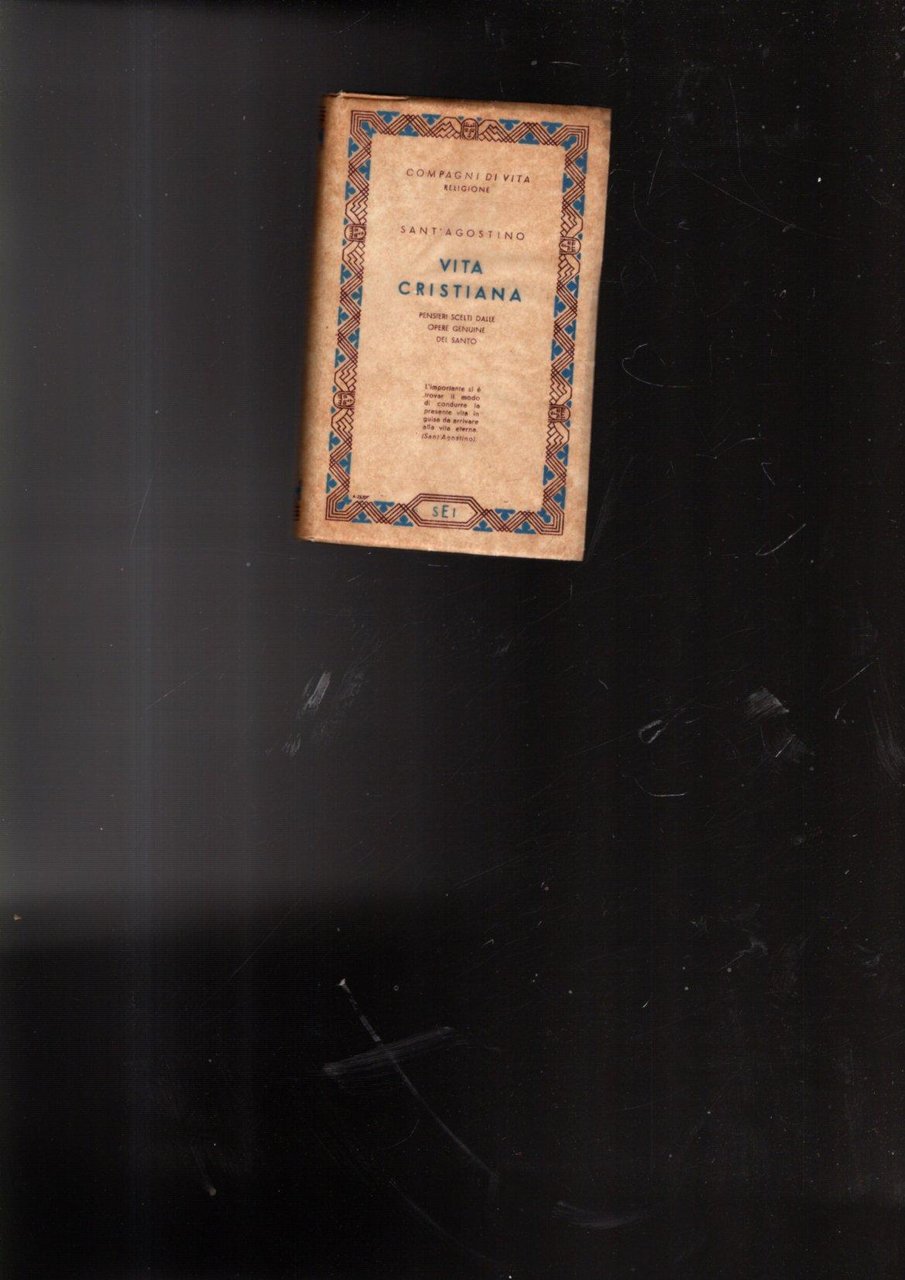 COMPAGNI DI VITA
RELIGIONE
SANT'AGOSTINO
VITA
CRISTIANA
PENSIERI SCELTI DALLE
OPERE GENUINE
DEL SANTO
L'importante si è
trovar il modo
di condurre la
presente vita in
guisa da arrivare
alla vita eterna
(Sant'Agostino)
SEI